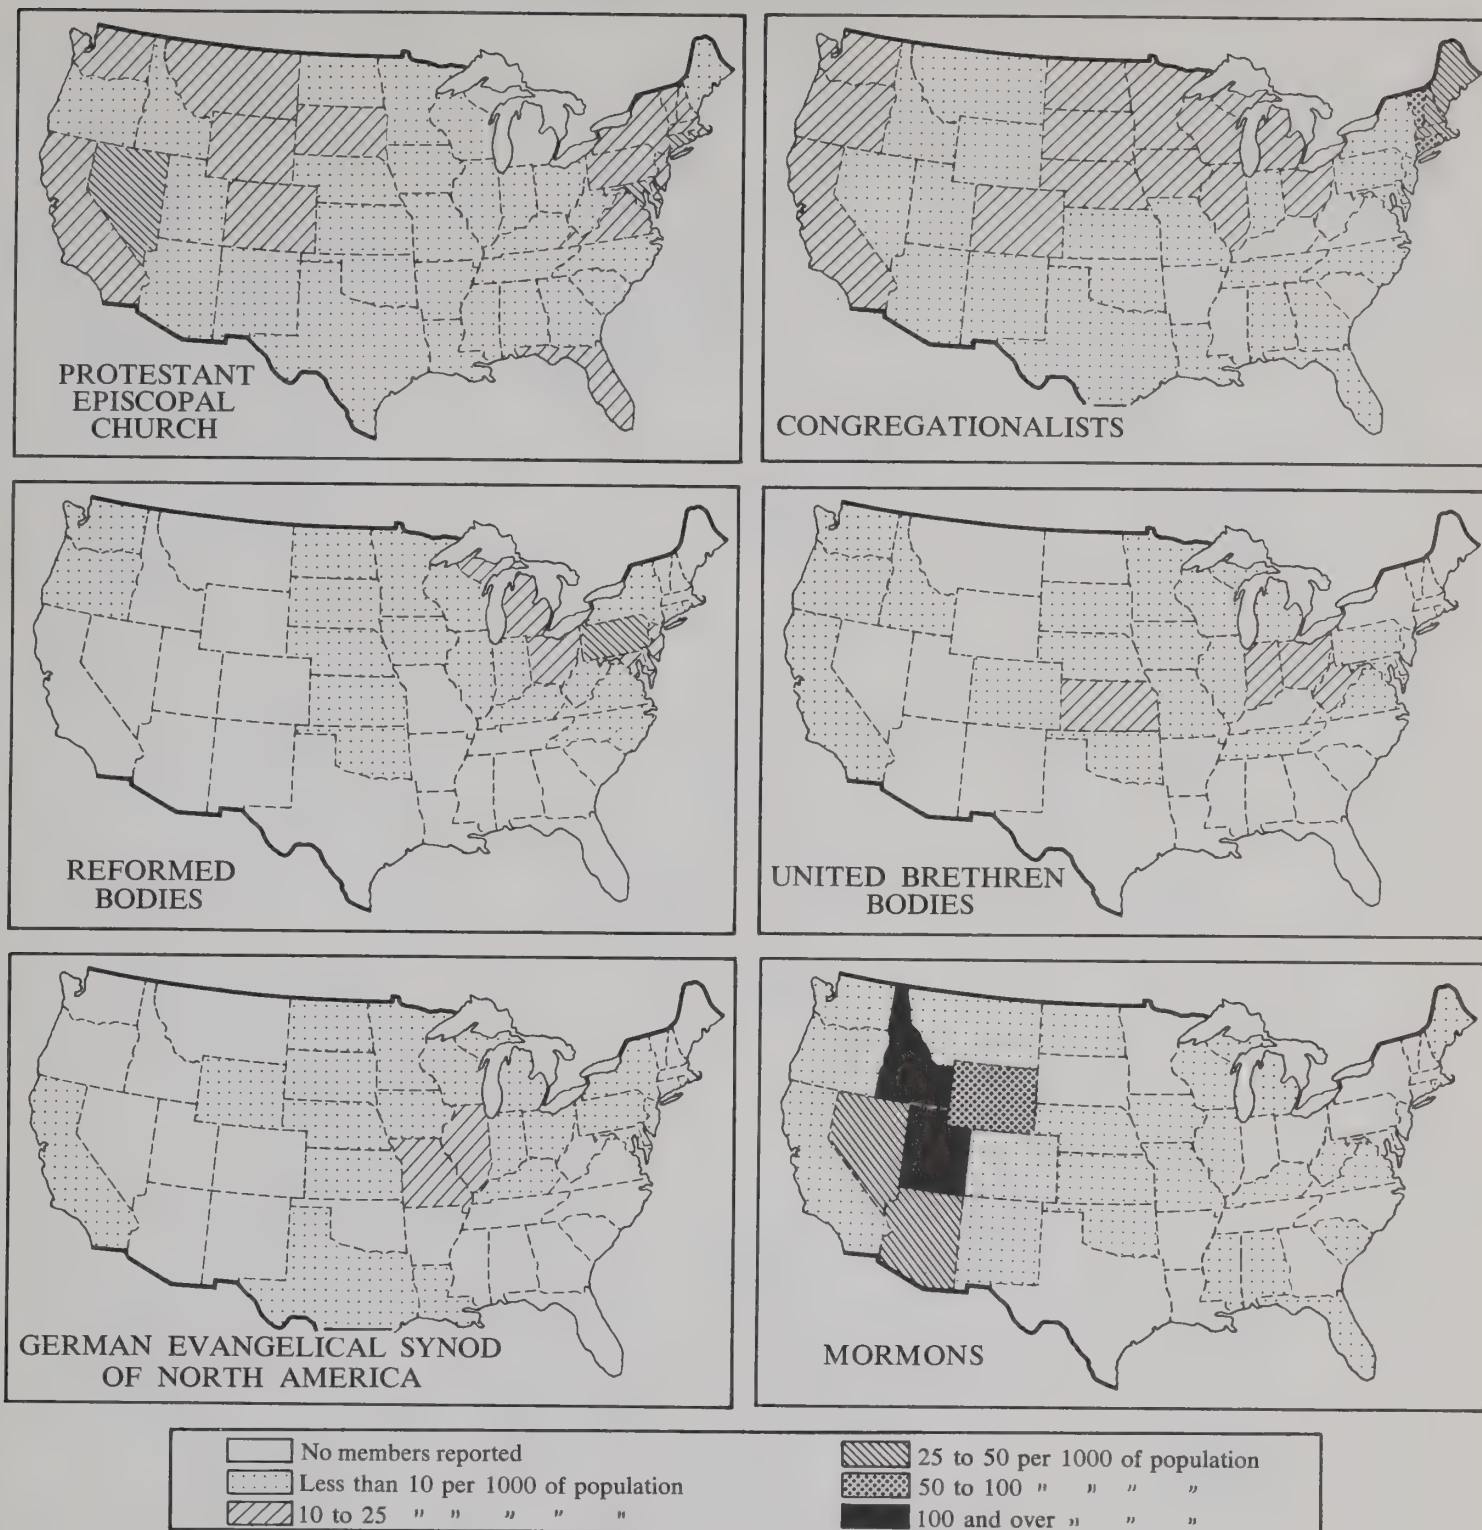 PROTESTANT
EPISCOPAL
CHURCH
CONGREGATIONALISTS
REFORMED
BODIES
UNITED BRETHREN
BODIES
GERMAN EVANGELICAL SYNOD
OF NORTH AMERICA
MORMONS
No members reported
Less than 10 per 1000 of population
10 to 25 " " " " "
25 to 50 per 1000 of population
50 to 100 " " " "
100 and over " " "